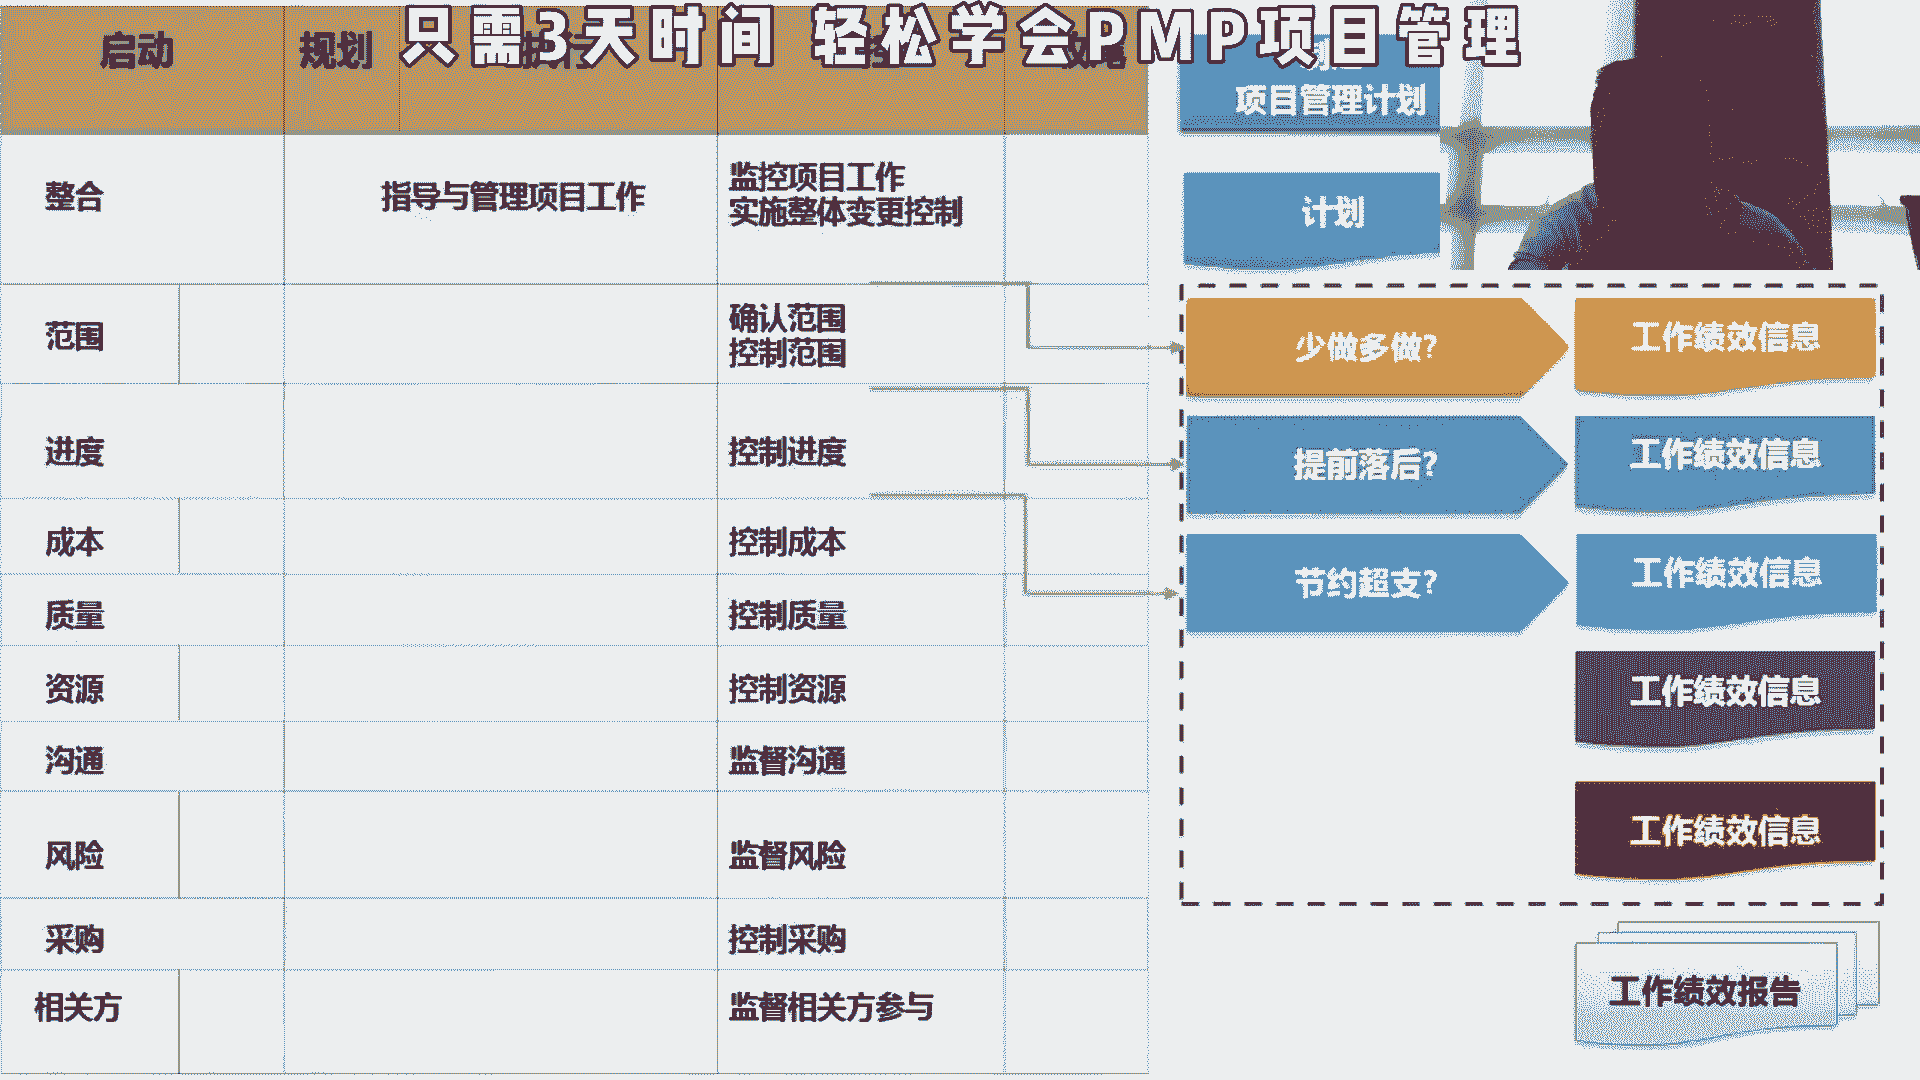 只需3天时间 轻松学会PMP项目管理
启动
规划
项目管理计划
整合
指导与管理项目工作
监控项目工作
实施整体变更控制
计划
范围
确认范围
控制范围
少做多做?
工作绩效信息
进度
控制进度
提前落后?
工作绩效信息
成本
控制成本
节约超支?
工作绩效信息
质量
控制质量
资源
控制资源
工作绩效信息
沟通
监督沟通
风险
监督风险
工作绩效信息
采购
控制采购
相关方
监督相关方参与
工作绩效报告